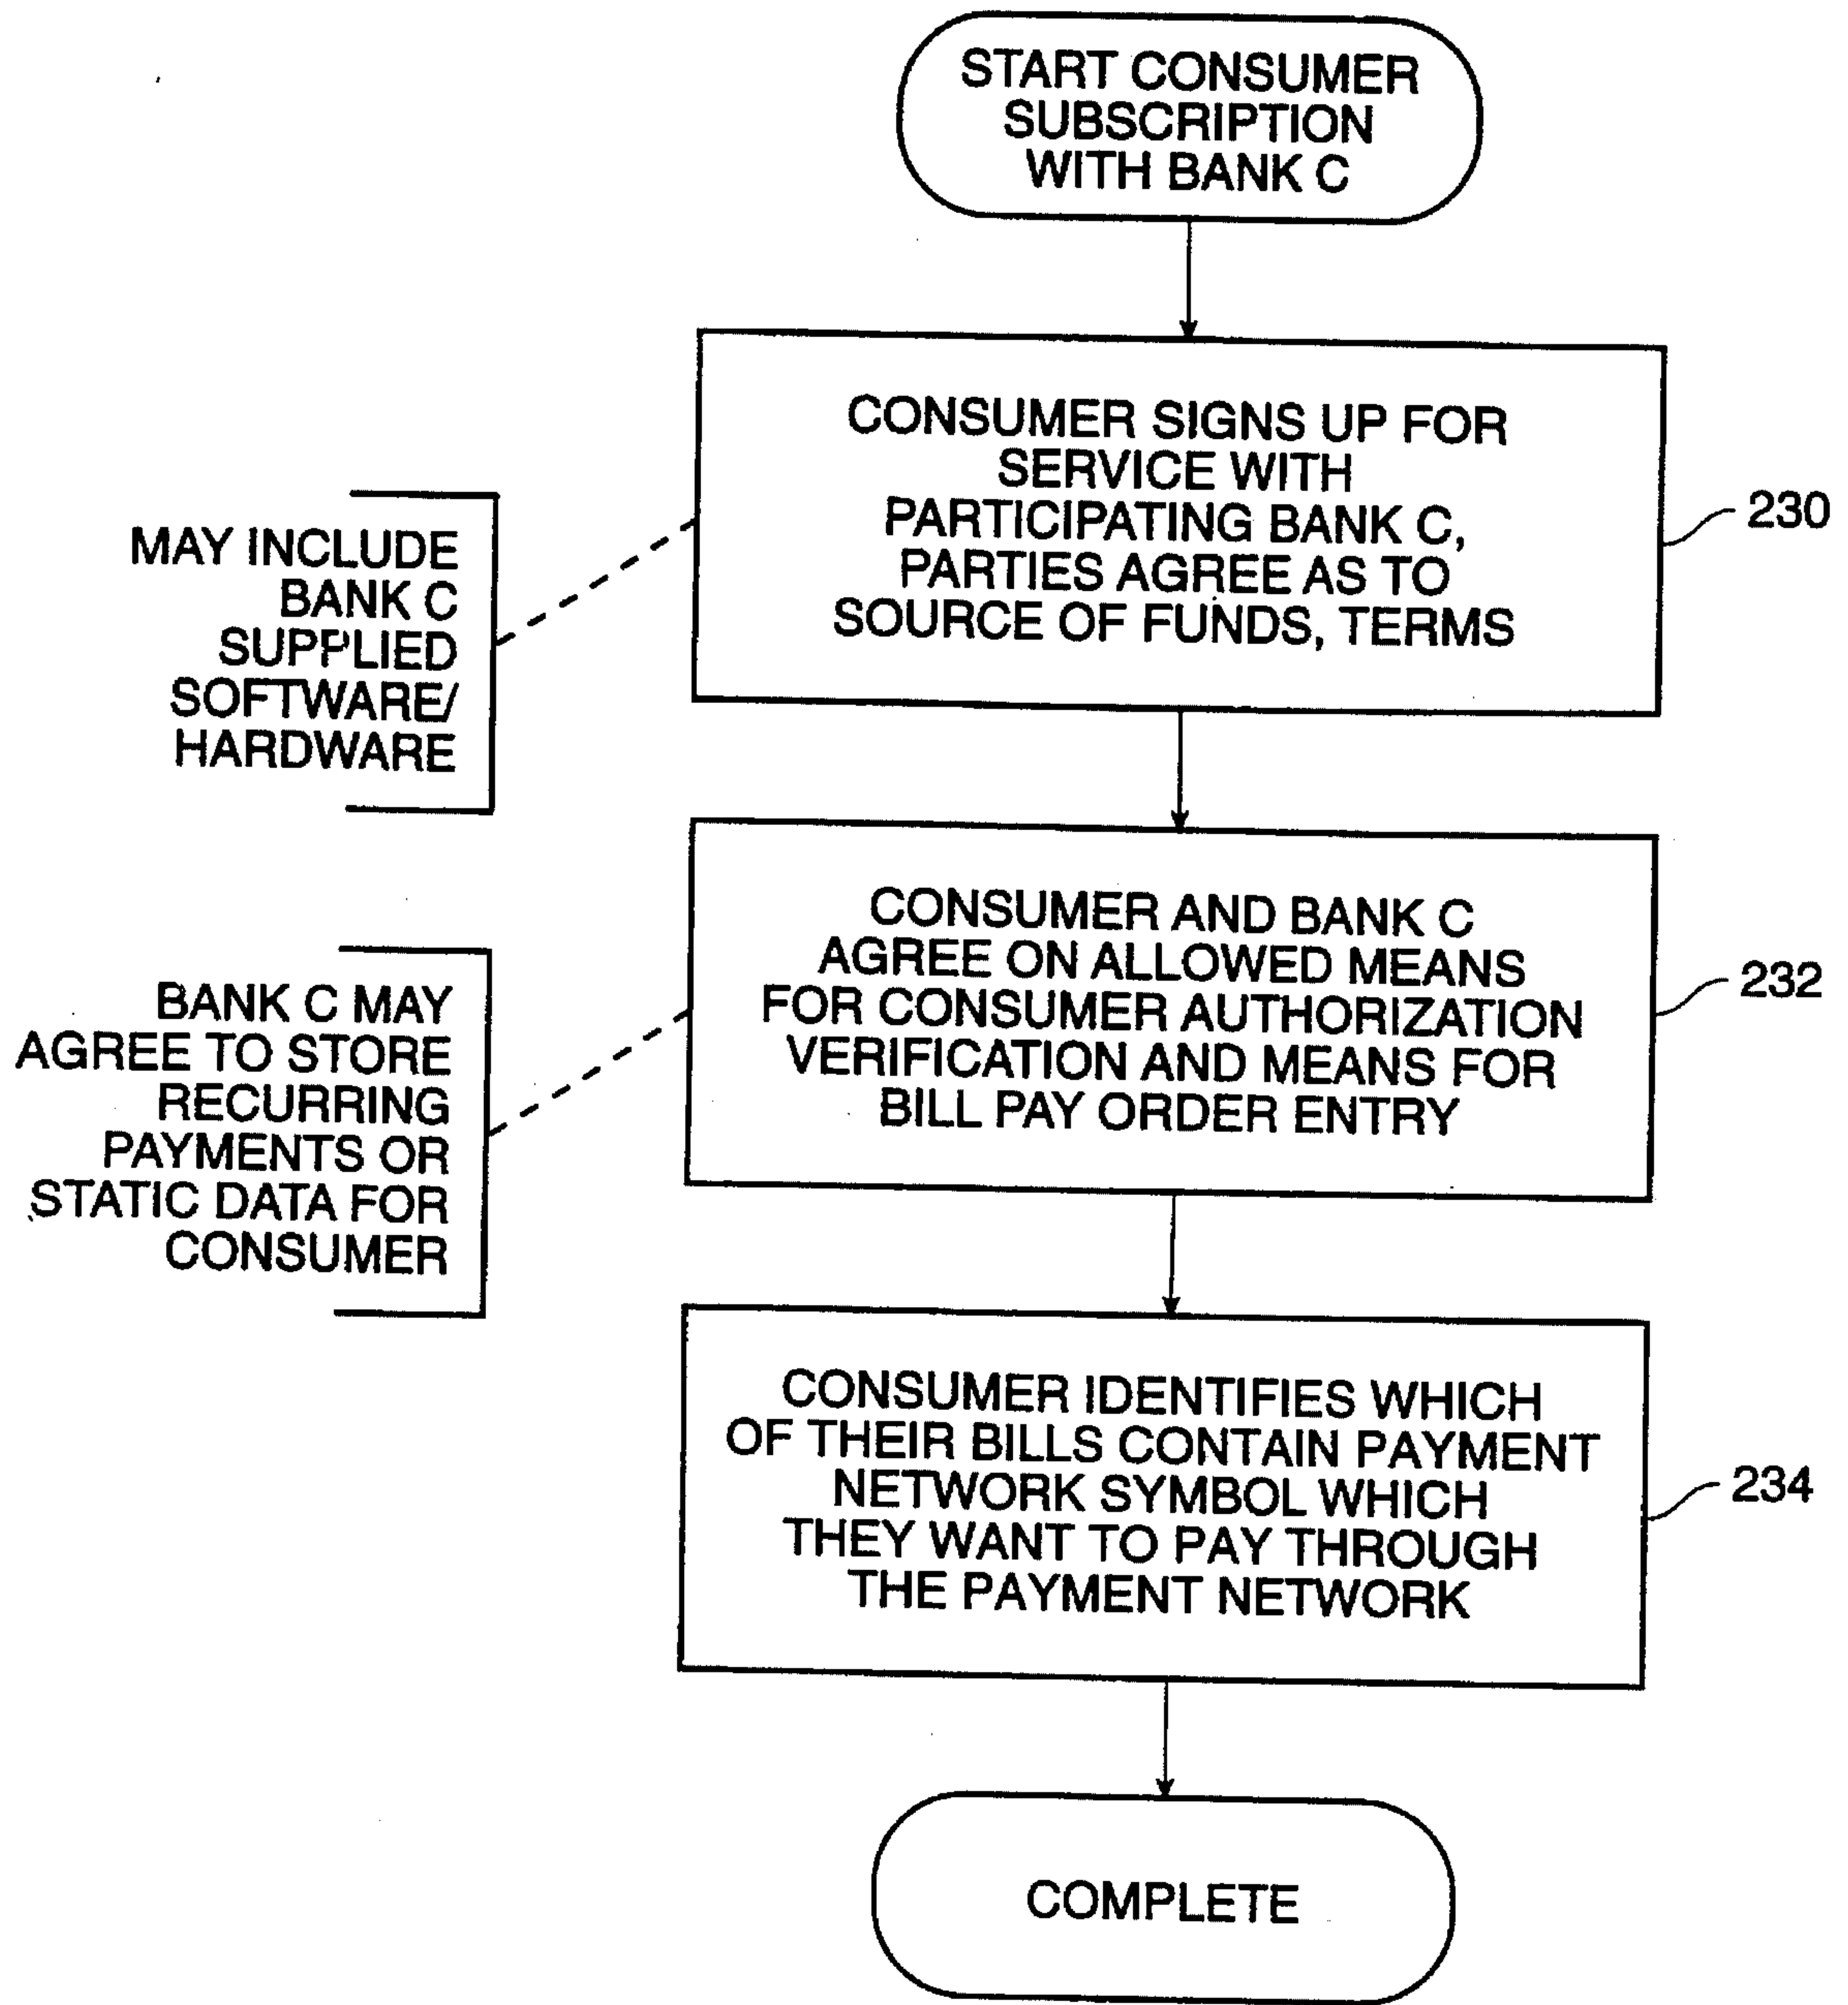 START CONSUMER
SUBSCRIPTION
WITH BANK C
CONSUMER SIGNS UP FOR
SERVICE WITH
PARTICIPATING BANK C,
PARTIES AGREE AS TO
SOURCE OF FUNDS, TERMS
230
MAY INCLUDE
BANK C
SUPPLIED
SOFTWARE/
HARDWARE
CONSUMER AND BANK C
AGREE ON ALLOWED MEANS
FOR CONSUMER AUTHORIZATION
VERIFICATION AND MEANS FOR
BILL PAY ORDER ENTRY
232
BANK C MAY
AGREE TO STORE
RECURRING
PAYMENTS OR
STATIC DATA FOR
CONSUMER
CONSUMER IDENTIFIES WHICH
OF THEIR BILLS CONTAIN PAYMENT
NETWORK SYMBOL WHICH
THEY WANT TO PAY THROUGH
THE PAYMENT NETWORK
234
COMPLETE